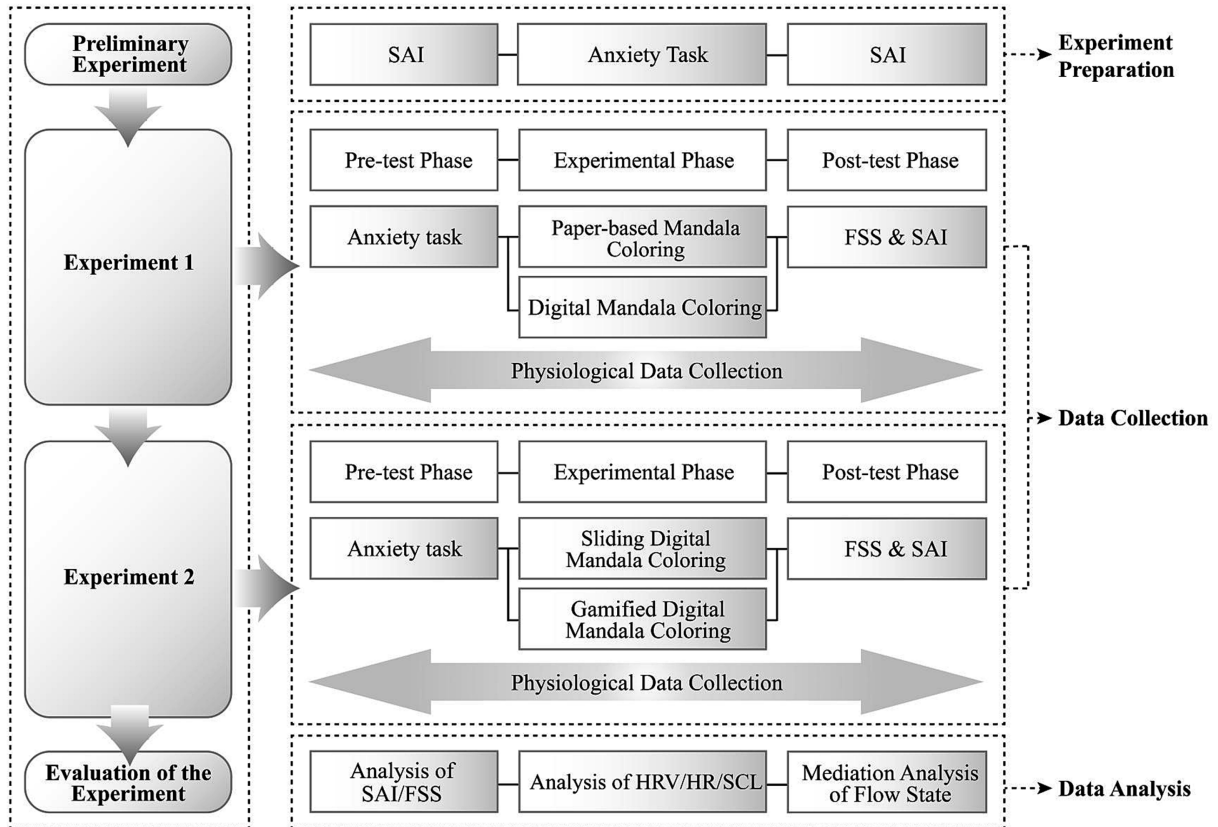 Preliminary
Experiment
SAI
Anxiety Task
SAI
Experiment
Preparation
Experiment 1
Pre-test Phase
Experimental Phase
Post-test Phase
Anxiety task
Paper-based Mandala
Coloring
FSS & SAI
Digital Mandala Coloring
Physiological Data Collection
Data Collection
Experiment 2
Pre-test Phase
Experimental Phase
Post-test Phase
Anxiety task
Sliding Digital
Mandala Coloring
FSS & SAI
Gamified Digital
Mandala Coloring
Physiological Data Collection
Evaluation of the
Experiment
Analysis of
SAI/FSS
Analysis of HRV/HR/SCL
Mediation Analysis
of Flow State
Data Analysis